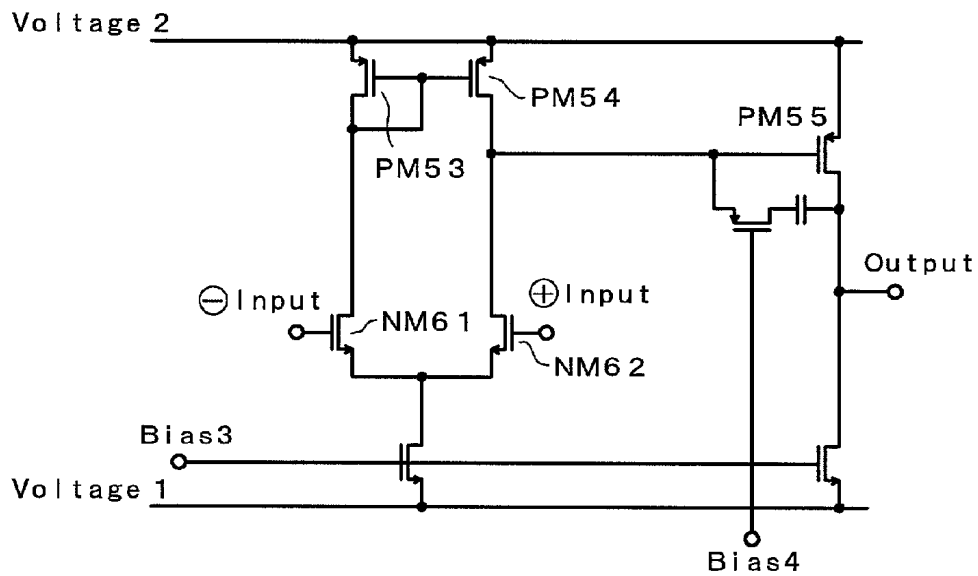 Voltage 2
PM54
PM55
PM53
Output
⊖Input
⊕Input
NM61
NM62
Bias3
Voltage 1
Bias4